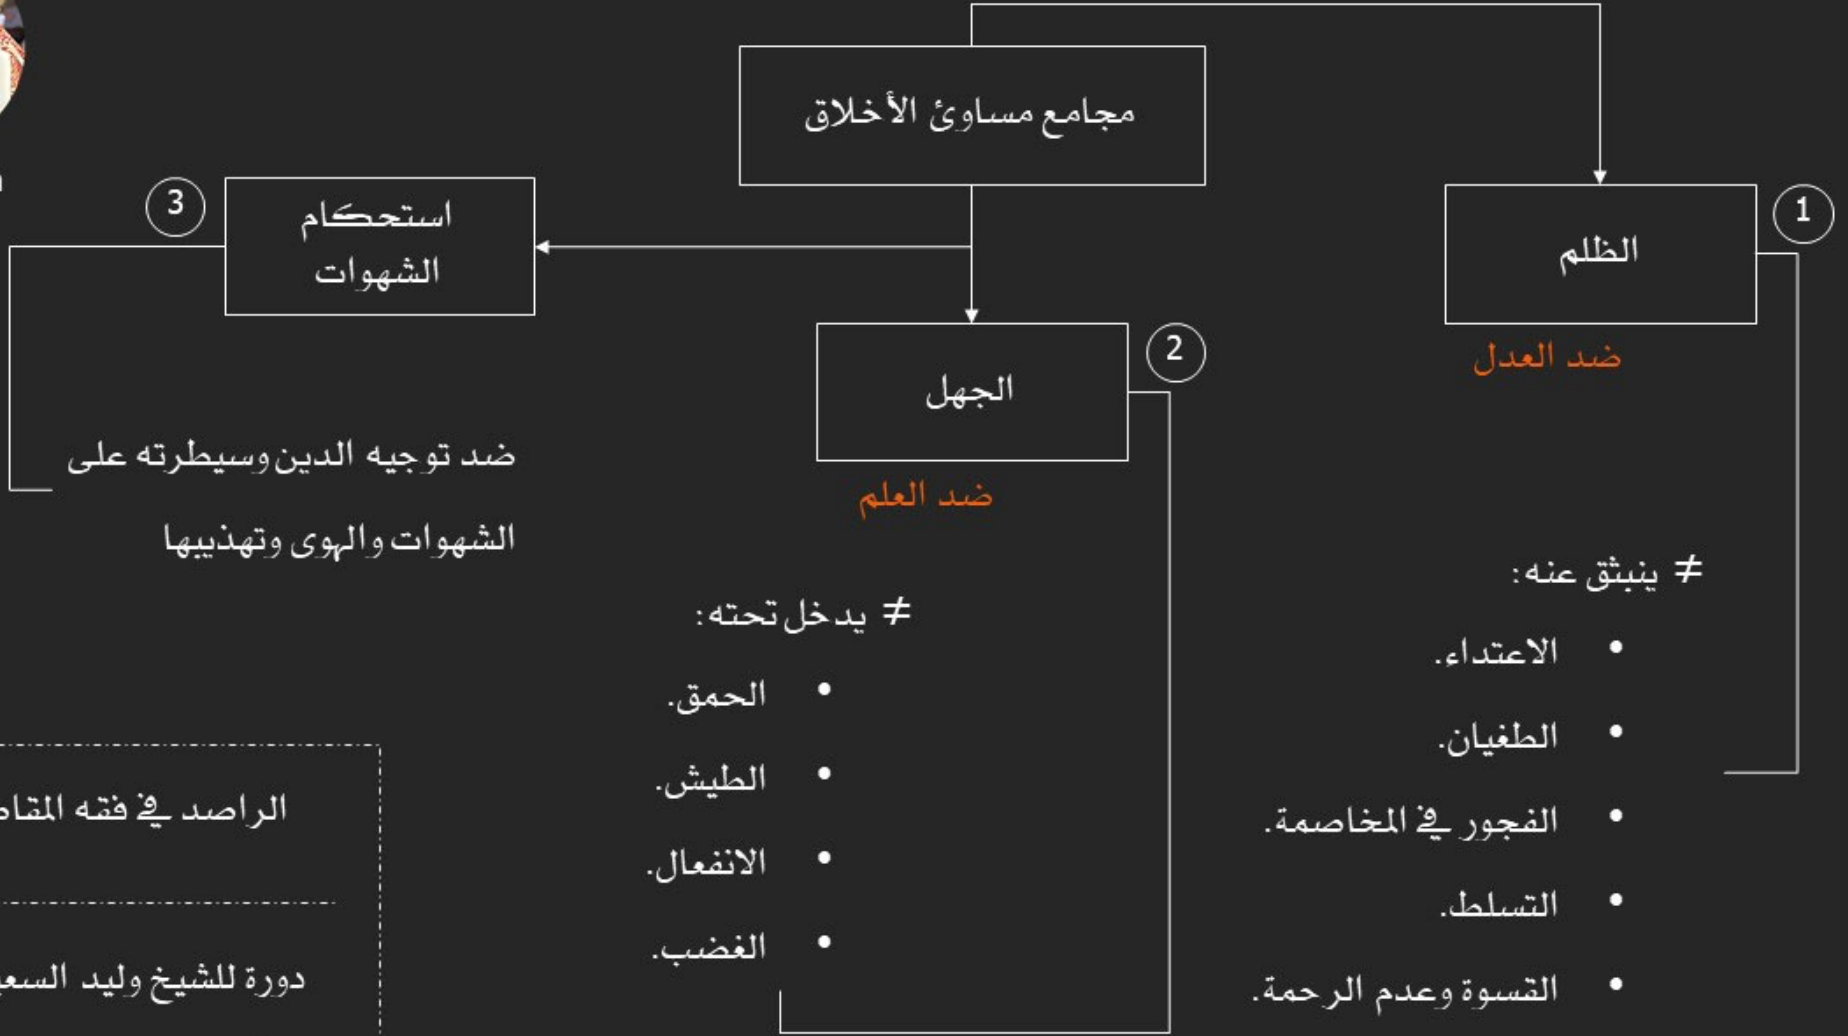 مجامع مساوئ الأخلاق
1
الظلم
ضد العدل
≠ ينبثق عنه:
• الاعتداء.
• الطغيان.
• الفجور في المخاصمة.
• التسلط.
• القسوة وعدم الرحمة.
2
الجهل
ضد العلم
≠ يدخل تحته:
• الحمق.
• الطيش.
• الانفعال.
• الغضب.
3
استحكام
الشهوات
ضد توجيه الدين وسيطرته على
الشهوات والهوى وتهذيبها
الراصد في فقه
دورة للشيخ وليد